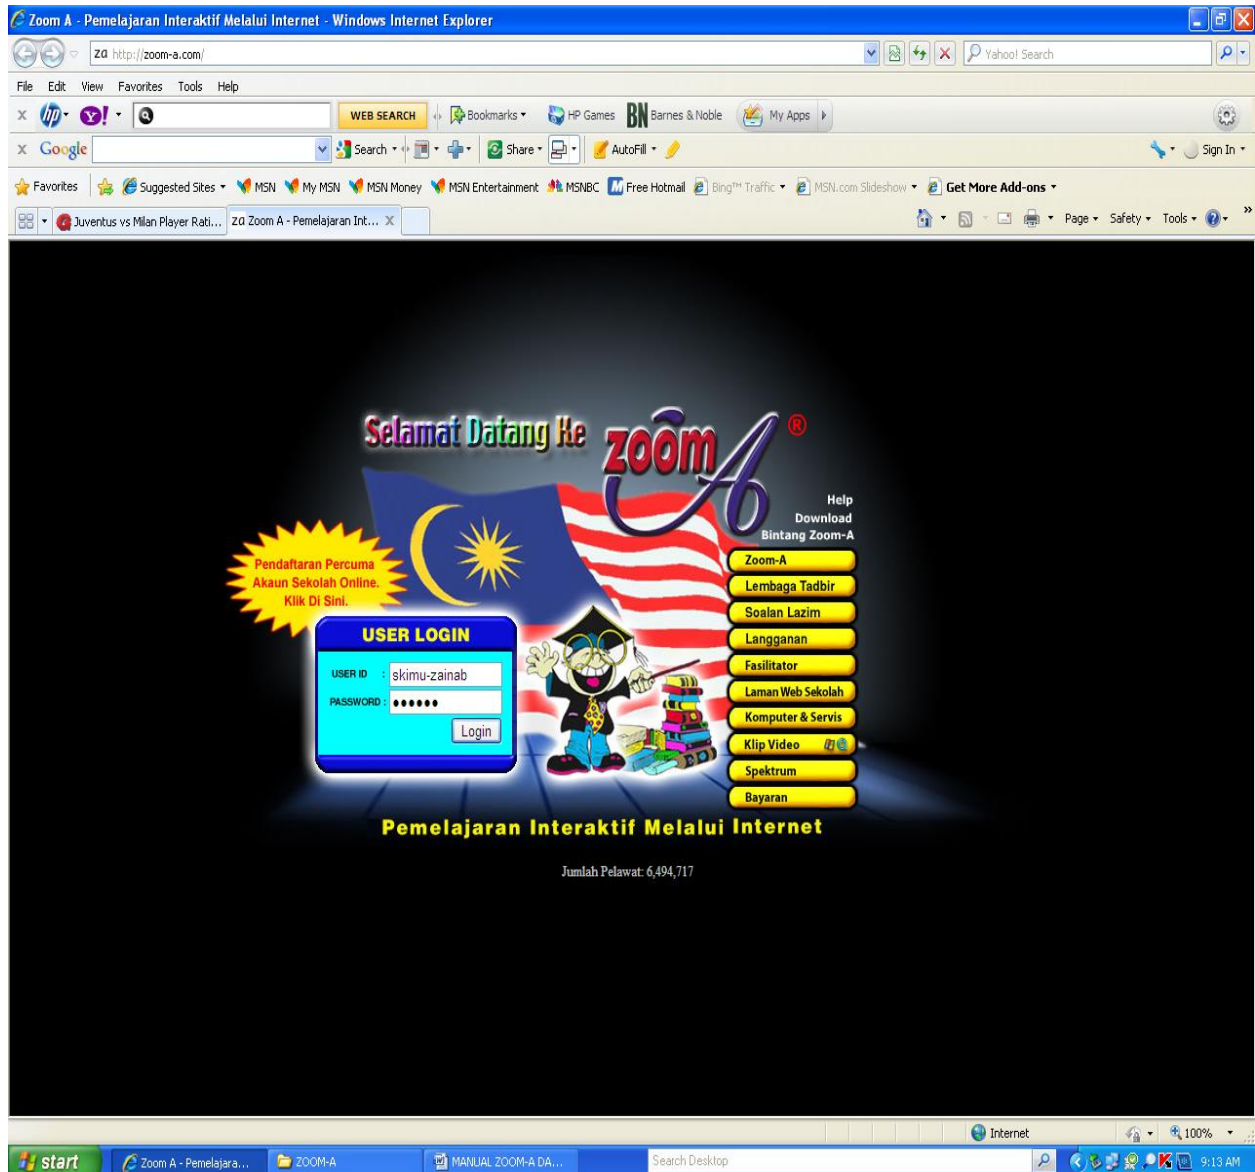 Zoom A - Pemelajaran Interaktif Melalui Internet - Windows Internet Explorer
za http://zoom-a.com/
Yahoo! Search
File Edit View Favorites Tools Help
x hp Y! WEB SEARCH Bookmarks HP Games BN Barnes & Noble My Apps
x Google Search Share AutoFill Sign In
Favorites Suggested Sites MSN My MSN MSN Money MSN Entertainment MSNBC Free Hotmail Bing™ Traffic MSN.com Slideshow Get More Add-ons
Juventus vs Milan Player Rati... za Zoom A - Pemelajaran Int... X Page Safety Tools »
Selamat Datang Ke zoom A ®
Help
Download
Bintang Zoom-A
Pendaftaran Percuma
Akaun Sekolah Online.
Klik Di Sini.
USER LOGIN
USER ID : skimu-zainab
PASSWORD : ●●●●●●
Login
Zoom-A
Lembaga Tadbir
Soalan Lazim
Langganan
Fasilitator
Laman Web Sekolah
Komputer & Servis
Klip Video
Spektrum
Bayaran
Pemelajaran Interaktif Melalui Internet
Jumlah Pelawat: 6,494,717
Internet 100%
start Zoom A - Pemelajara... ZOOM-A MANUAL ZOOM-A DA... Search Desktop 9:13 AM